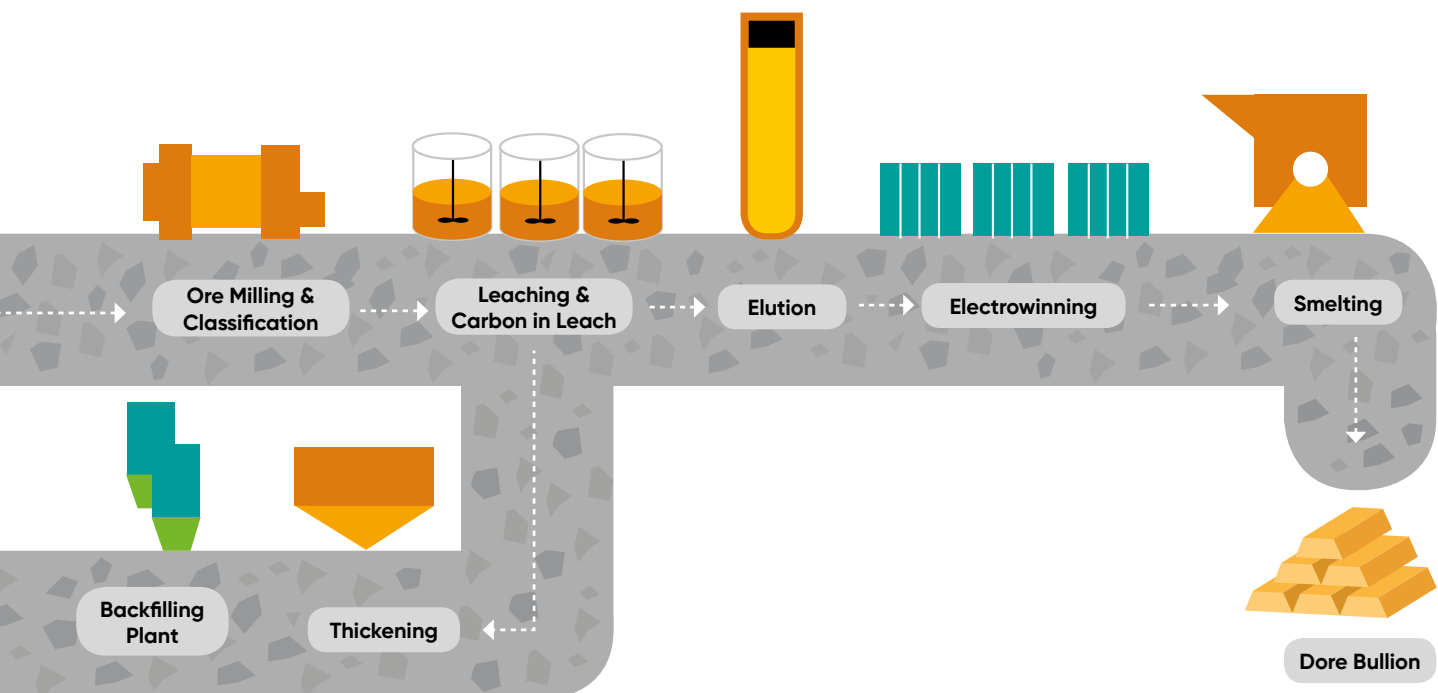 Ore Milling &
Classification
Leaching &
Carbon in Leach
Elution
Electrowinning
Smelting
Backfilling
Plant
Thickening
Dore Bullion